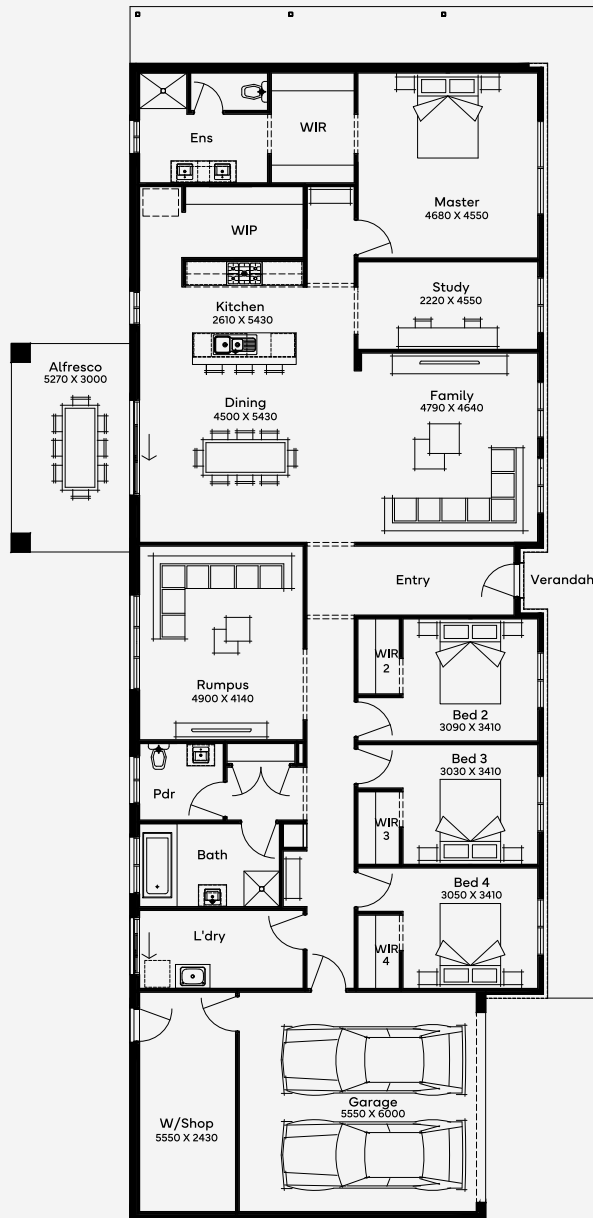 Ens
WIR
Master
4680 X 4550
WIP
Study
2220 X 4550
Kitchen
2610 X 5430
Alfresco
5270 X 3000
Dining
4500 X 5430
Family
4790 X 4640
Entry
Verandah
Rumpus
4900 X 4140
WIR
2
Bed 2
3090 X 3410
Pdr
Bed 3
3030 X 3410
WIR
3
Bath
Bed 4
3050 X 3410
L'dry
WIR
4
Garage
5550 X 6000
W/Shop
5550 X 2430